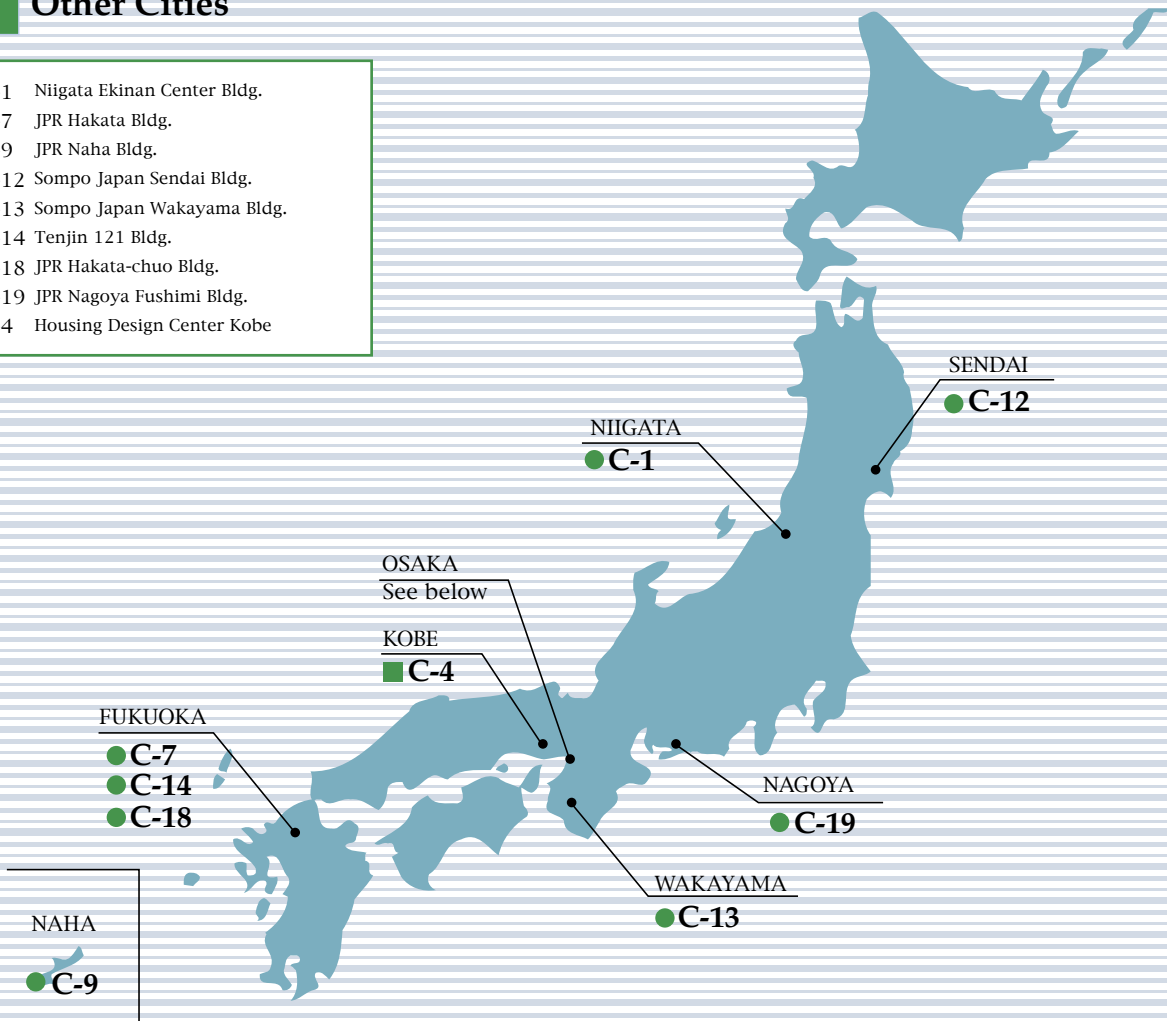 Other Cities
1 Niigata Ekinan Center Bldg.
7 JPR Hakata Bldg.
9 JPR Naha Bldg.
12 Sompo Japan Sendai Bldg.
13 Sompo Japan Wakayama Bldg.
14 Tenjin 121 Bldg.
18 JPR Hakata-chuo Bldg.
19 JPR Nagoya Fushimi Bldg.
4 Housing Design Center Kobe
SENDAI
C-12
NIIGATA
C-1
OSAKA
See below
KOBE
C-4
FUKUOKA
C-7
C-14
C-18
NAGOYA
C-19
WAKAYAMA
C-13
NAHA
C-9